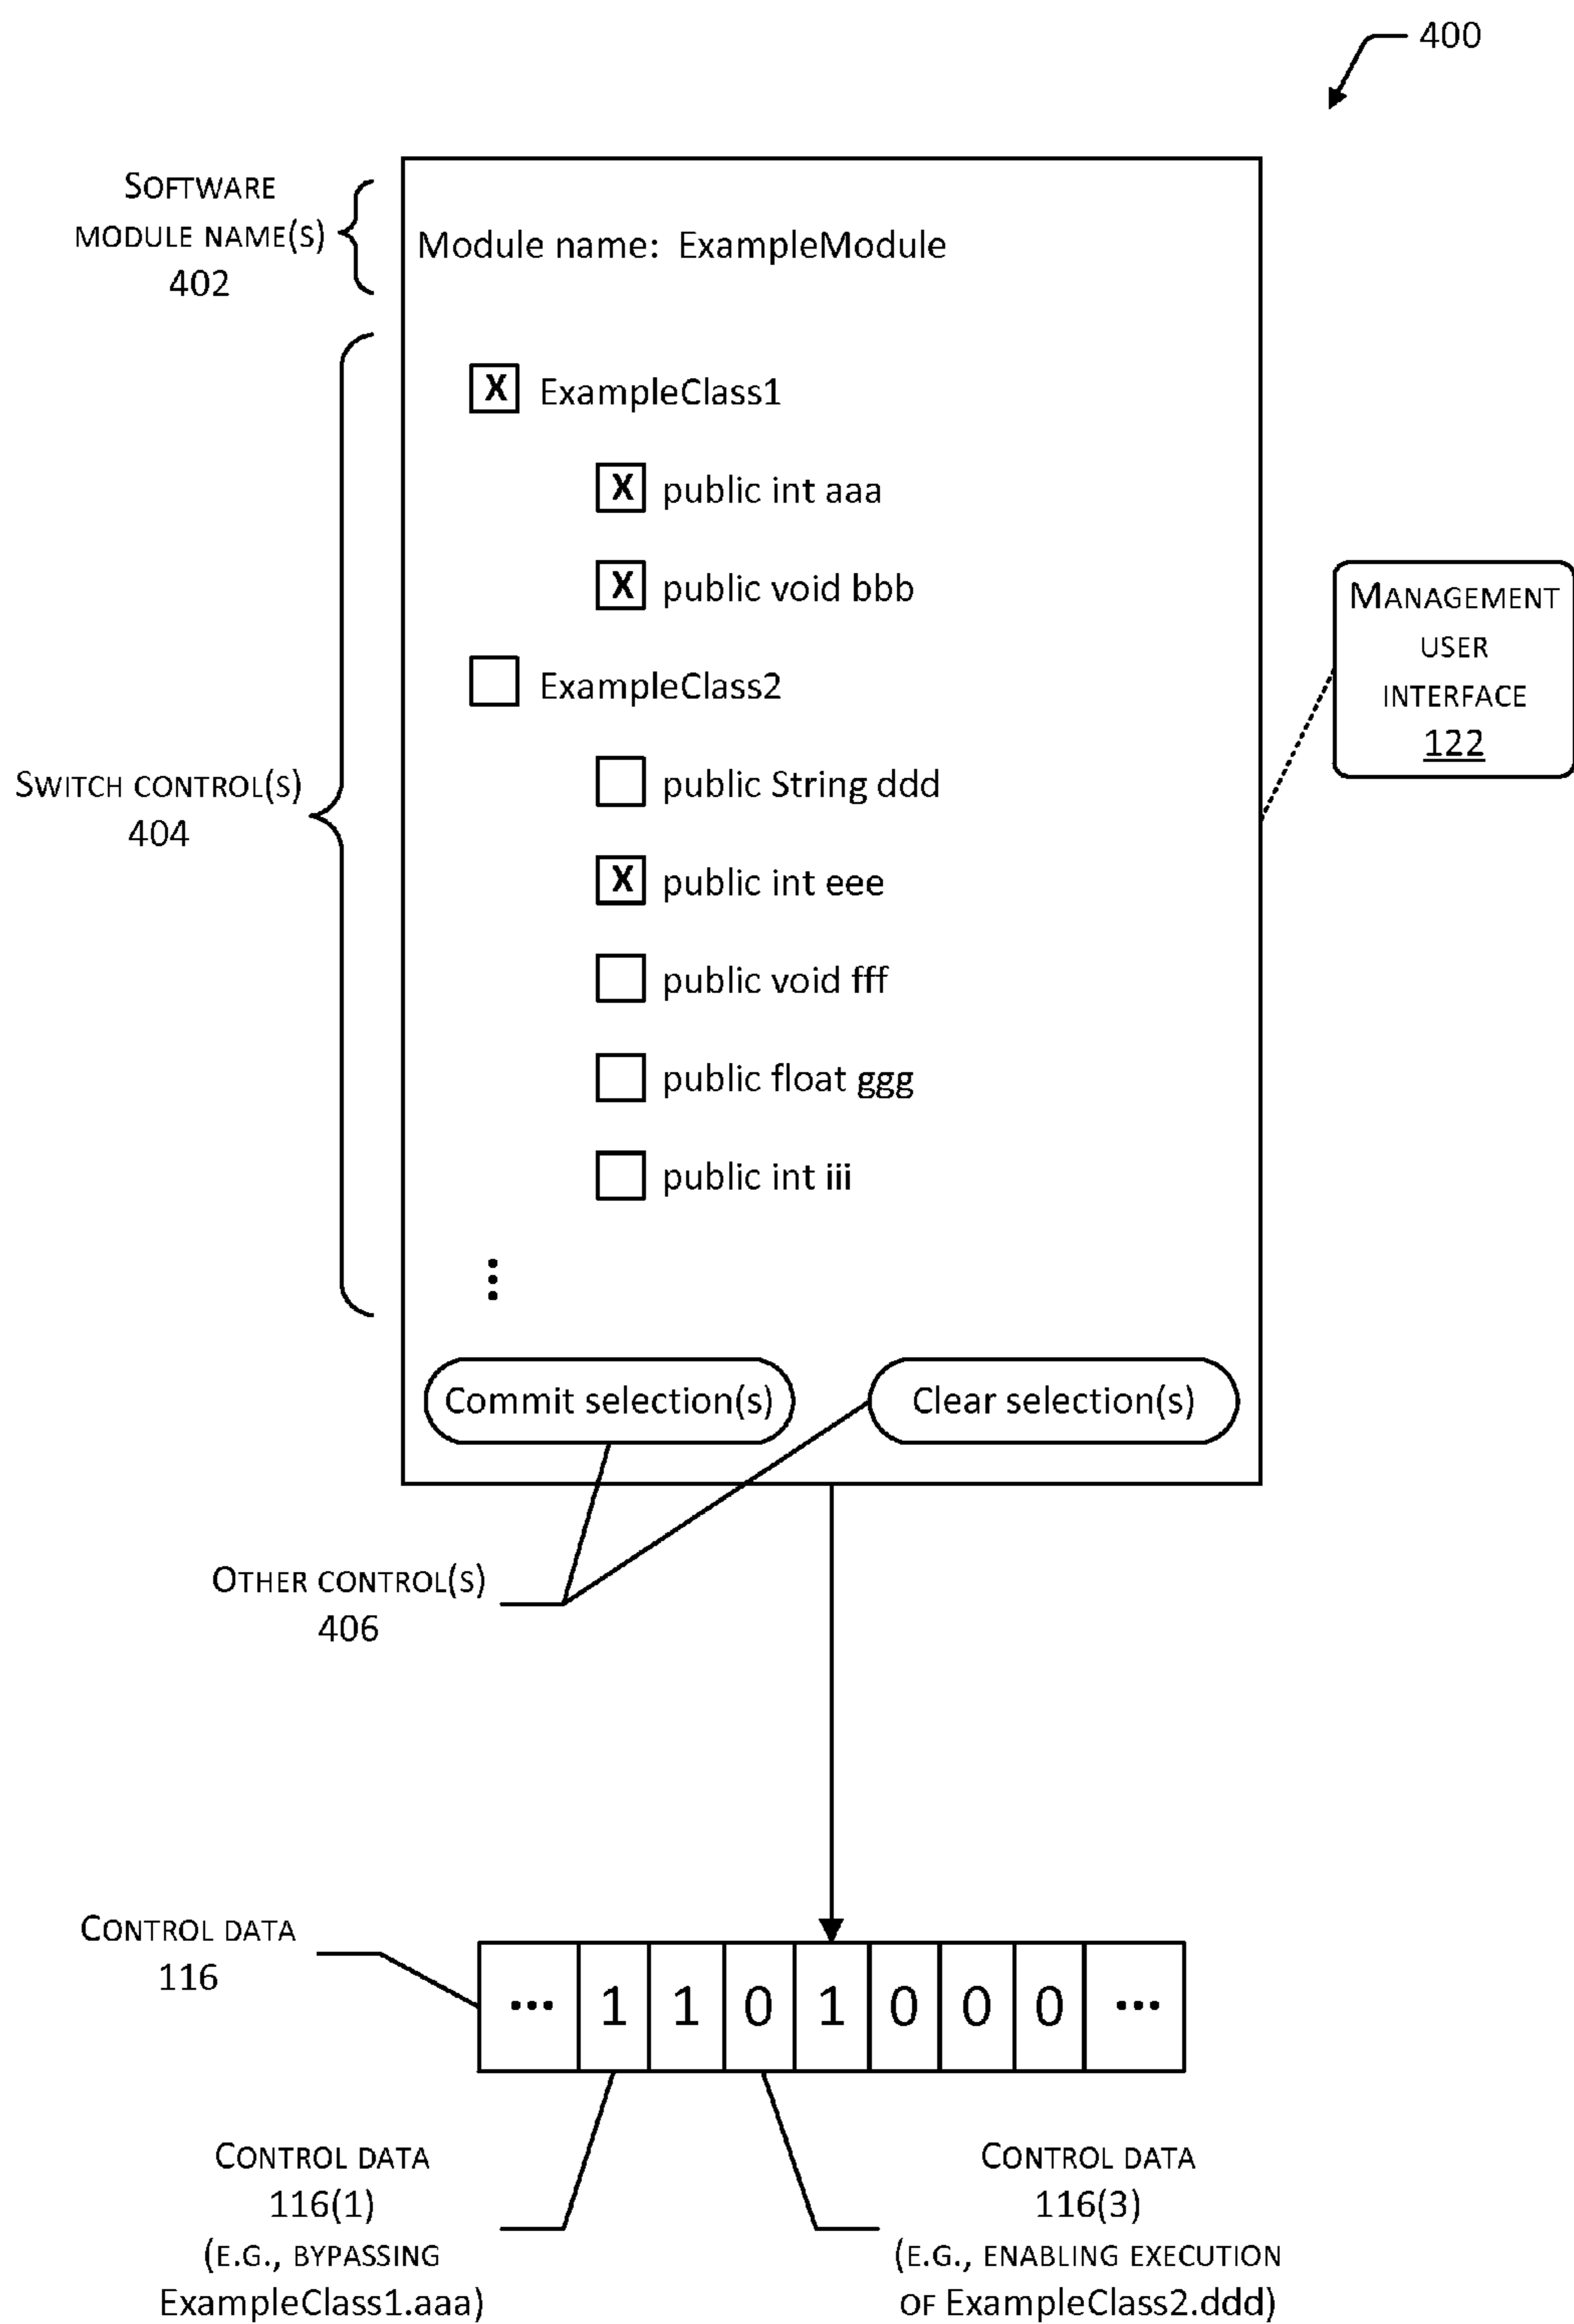 400
SOFTWARE
MODULE NAME(S)
402
Module name: ExampleModule
X ExampleClass1
X public int aaa
X public void bbb
ExampleClass2
public String ddd
X public int eee
public void fff
public float ggg
public int iii
⋮
SWITCH CONTROL(S)
404
MANAGEMENT
USER
INTERFACE
122
Commit selection(s) Clear selection(s)
OTHER CONTROL(S)
406
CONTROL DATA
116
... 1 1 0 1 0 0 0 ...
CONTROL DATA
116(1)
(E.G., BYPASSING
ExampleClass1.aaa)
CONTROL DATA
116(3)
(E.G., ENABLING EXECUTION
OF ExampleClass2.ddd)